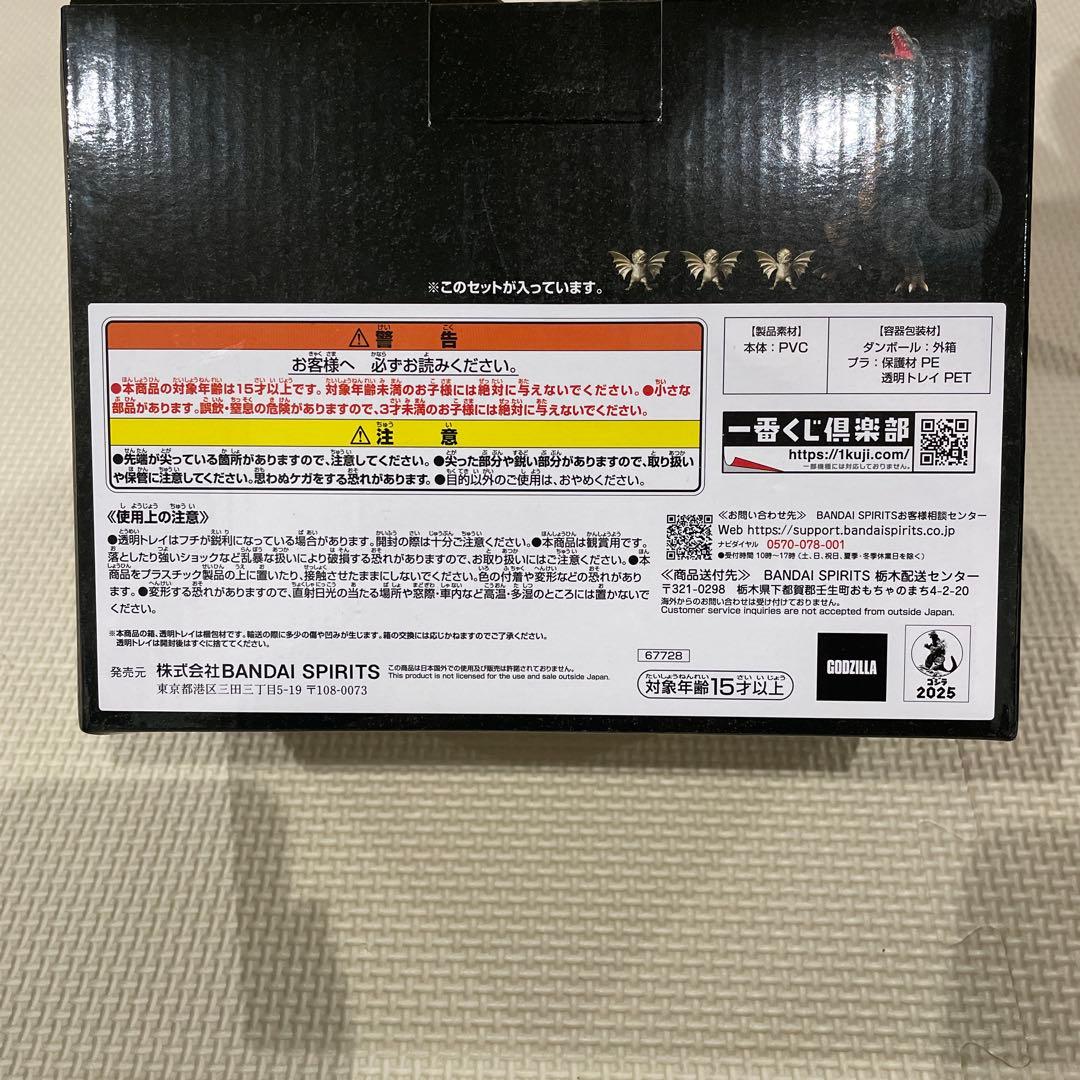 ※このセットが入っています。
⚠警告
お客様へ 必ずお読みください。
●本商品の対象年齢は15才以上です。対象年齢未満のお子様には絶対に与えないでください。●小さな
部品があります。誤飲・窒息の危険がありますので、3才未満のお子様には絶対に与えないでください。
⚠注意
●先端が尖っている箇所がありますので、注意してください。●尖った部分や鋭い部分がありますので、取り扱い
や保管に注意してください。思わぬケガをする恐れがあります。●目的以外のご使用は、おやめください。
《使用上の注意》
●透明トレイはフチが鋭利になっている場合があります。開封の際は十分ご注意ください。●本商品は観賞用です。
落としたり強いショックなど乱暴な扱いにより破損する恐れがありますので、お取り扱いにはご注意ください。●本
商品をプラスチック製品の上に置いたり、接触させたままにしないでください。色の付着や変形などの恐れがあり
ます。●変形する恐れがありますので、直射日光の当たる場所や窓際・車内など高温・多湿のところには置かないで
ください。
※本商品の箱、透明トレイは梱包材です。輸送の際に多少の傷や凹みが生じます。箱の交換には応じかねますのでご了承ください。
透明トレイは開封後はすぐに捨ててください。
発売元 株式会社BANDAI SPIRITS
東京都港区三田三丁目5-19 〒108-0073
この商品は日本国外での使用及び販売は許諾されておりません。
This product is not licensed for the use and sale outside Japan.
【製品素材】
本体：PVC
【容器包装材】
ダンボール：外箱
プラ：保護材 PE
透明トレイ PET
一番くじ倶楽部
https://1kuji.com/
一部機種には対応しておりません。
≪お問い合わせ先≫ BANDAI SPIRITSお客様相談センター
Web https://support.bandaispirits.co.jp
ナビダイヤル 0570-078-001
●受付時間 10時～17時（土、日、祝日、夏季・冬季休業日を除く）
≪商品送付先≫ BANDAI SPIRITS 栃木配送センター
〒321-0298 栃木県下都賀郡壬生町おもちゃのまち4-2-20
海外からのお問い合わせは受け付けておりません。
Customer service inquiries are not accepted from outside Japan.
67728
対象年齢15才以上
GODZILLA
ゴジラ
2025